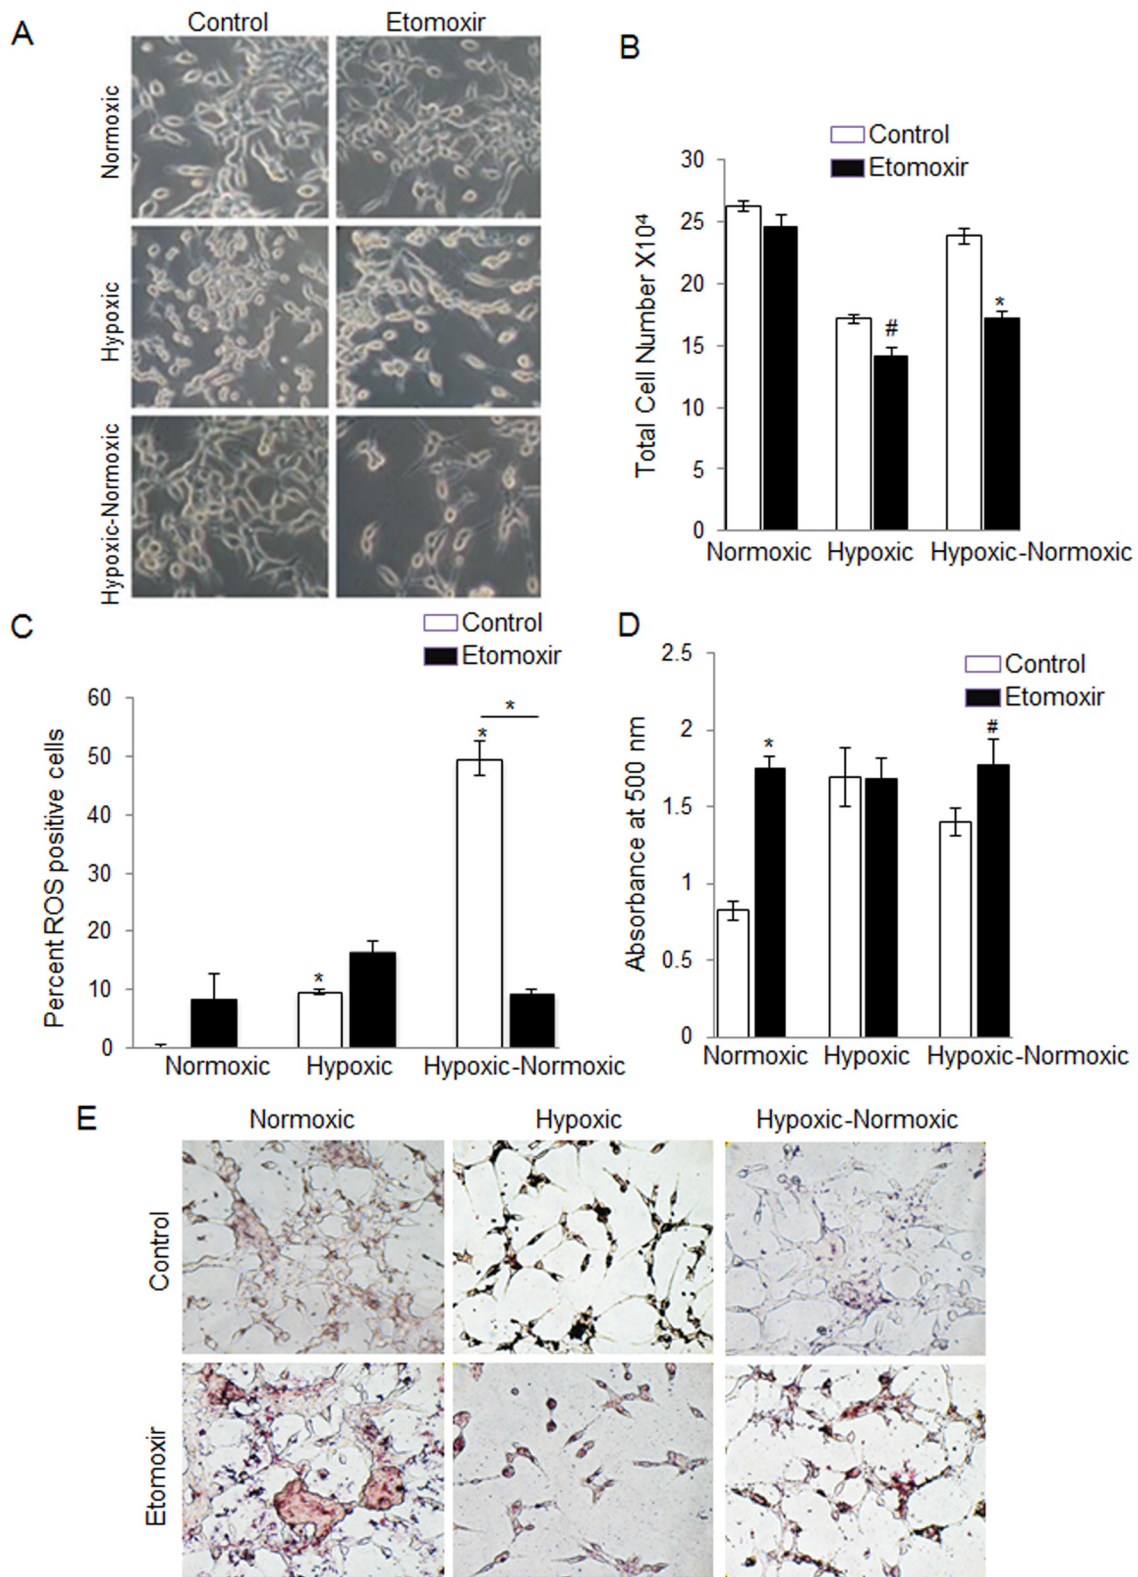 A
Control
Etomoxir
Normoxic
Hypoxic
Hypoxic-Normoxic
B
Control
Etomoxir
Total Cell Number X10⁴
30
25
20
15
10
5
0
#
*
Normoxic
Hypoxic
Hypoxic-Normoxic
C
Control
Etomoxir
Percent ROS positive cells
60
50
40
30
20
10
0
*
*
*
Normoxic
Hypoxic
Hypoxic-Normoxic
D
Control
Etomoxir
Absorbance at 500 nm
2.5
2
1.5
1
0.5
0
*
#
Normoxic
Hypoxic
Hypoxic-Normoxic
E
Normoxic
Hypoxic
Hypoxic-Normoxic
Control
Etomoxir